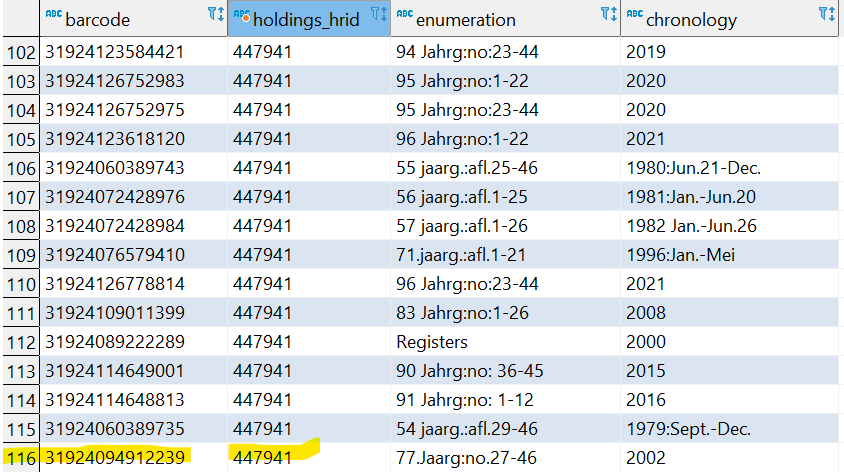 ABC barcode ABC holdings_hrid ABC enumeration ABC chronology
102 31924123584421 447941 94 Jahrg:no:23-44 2019
103 31924126752983 447941 95 Jahrg:no:1-22 2020
104 31924126752975 447941 95 Jahrg:no:23-44 2020
105 31924123618120 447941 96 Jahrg:no:1-22 2021
106 31924060389743 447941 55 jaarg.:afl.25-46 1980:Jun.21-Dec.
107 31924072428976 447941 56 jaarg.:afl.1-25 1981:Jan.-Jun.20
108 31924072428984 447941 57 jaarg.:afl.1-26 1982 Jan.-Jun.26
109 31924076579410 447941 71.jaarg.:afl.1-21 1996:Jan.-Mei
110 31924126778814 447941 96 Jahrg:no:23-44 2021
111 31924109011399 447941 83 Jahrg:no:1-26 2008
112 31924089222289 447941 Registers 2000
113 31924114649001 447941 90 Jahrg:no: 36-45 2015
114 31924114648813 447941 91 Jahrg:no: 1-12 2016
115 31924060389735 447941 54 jaarg.:afl.29-46 1979:Sept.-Dec.
116 31924094912239 447941 77.Jaarg:no.27-46 2002